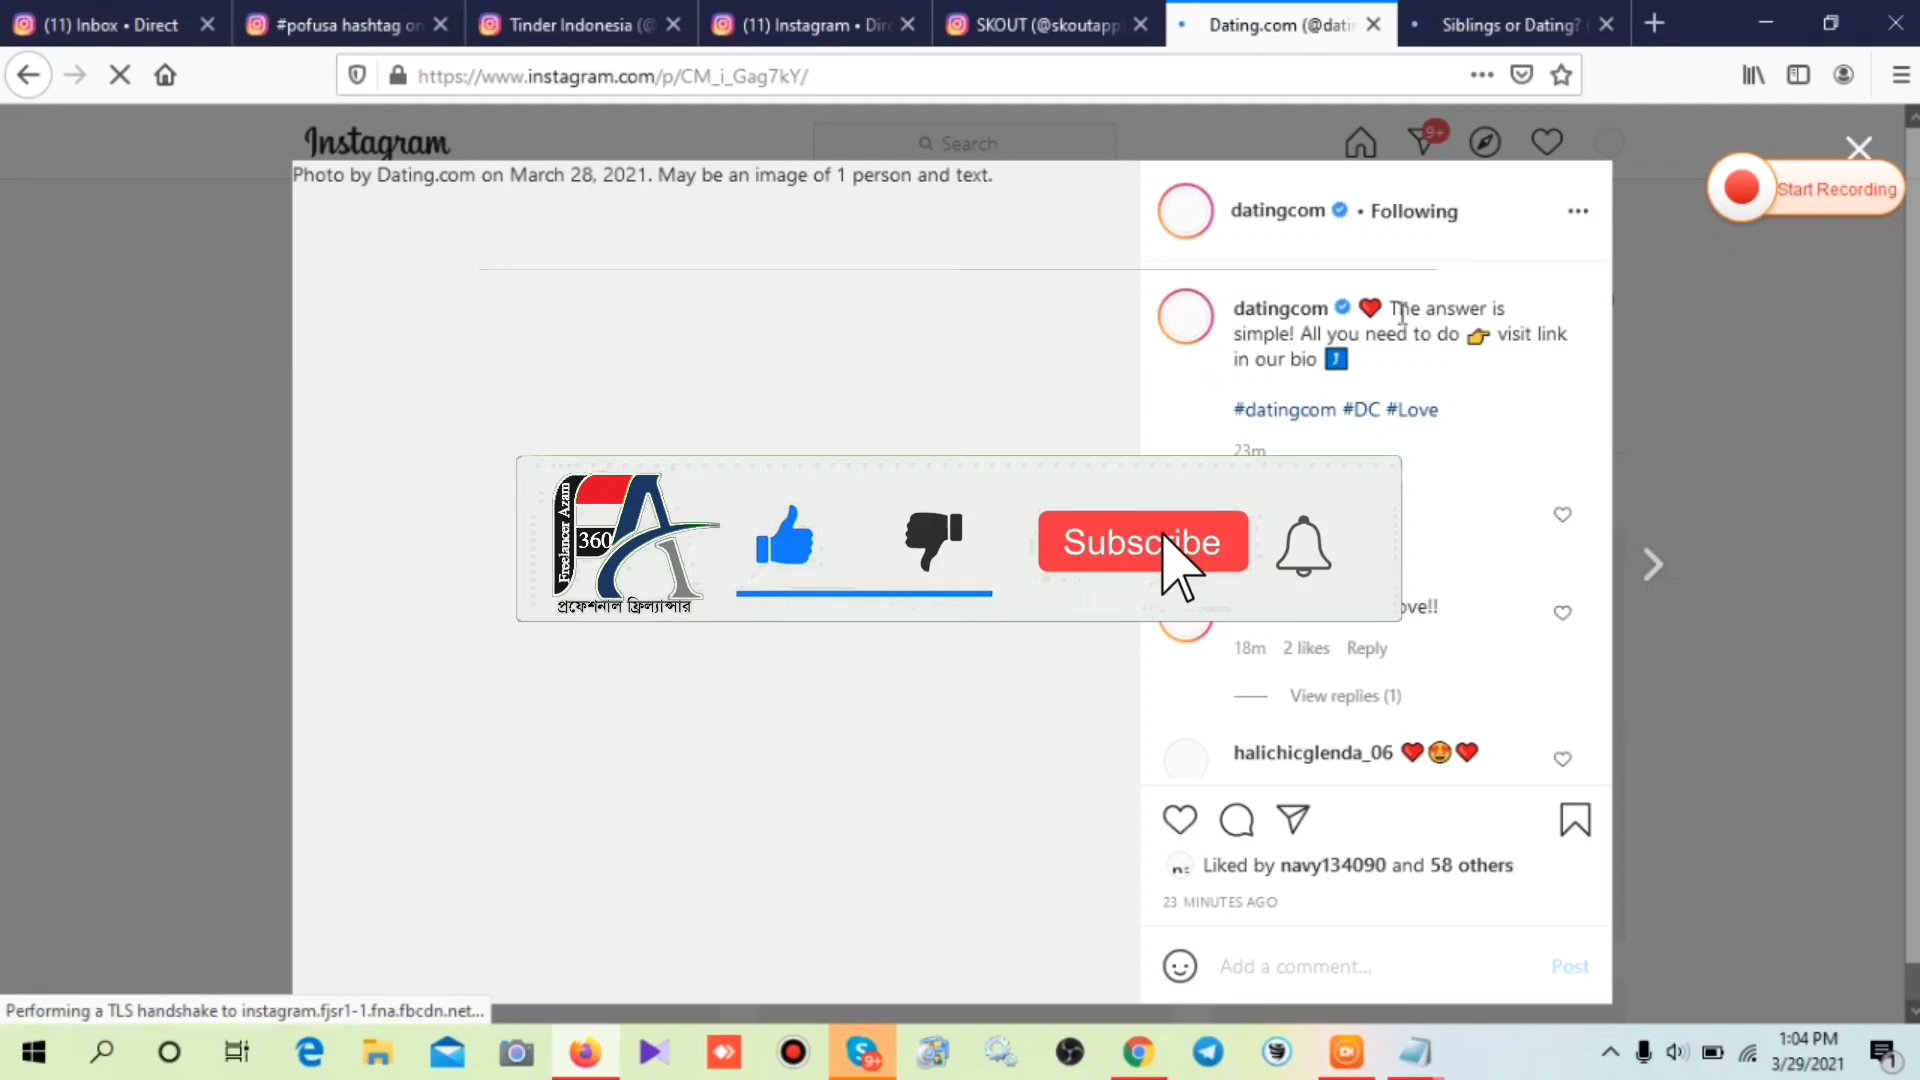 (11) Inbox • Direct
#pofusa hashtag on
Tinder Indonesia (@
(11) Instagram • Dire
SKOUT (@skoutapp
Dating.com (@datin
Siblings or Dating? (
https://www.instagram.com/p/CM_i_Gag7kY/
Instagram
Search
9+
Start Recording
Photo by Dating.com on March 28, 2021. May be an image of 1 person and text.
datingcom • Following
datingcom The answer is
simple! All you need to do visit link
in our bio
#datingcom #DC #Love
23m
Freelancer Azam
360
প্রফেশনাল ফ্রিল্যান্সার
Subscribe
ove!!
18m 2 likes Reply
View replies (1)
halichicglenda_06
Liked by navy134090 and 58 others
23 MINUTES AGO
Add a comment...
Post
Performing a TLS handshake to instagram.fjsr1-1.fna.fbcdn.net...
9+
1:04 PM
3/29/2021
1